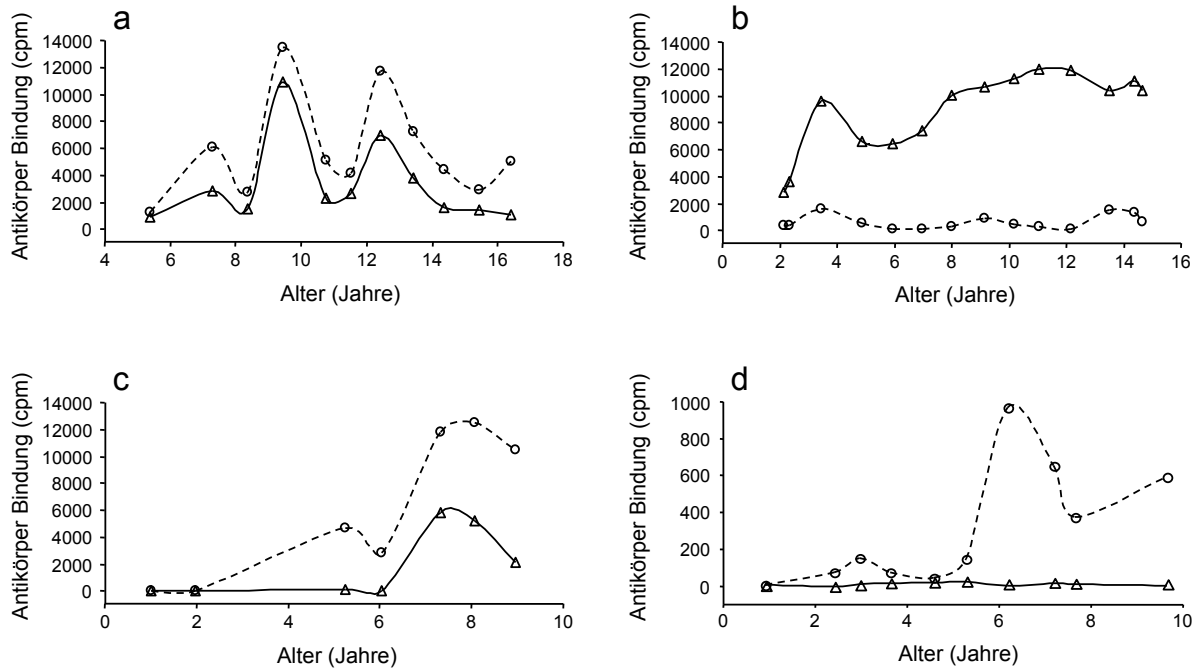 a
Antikörper Bindung (cpm)
14000
12000
10000
8000
6000
4000
2000
0
4 6 8 10 12 14 16 18
Alter (Jahre)
b
Antikörper Bindung (cpm)
14000
12000
10000
8000
6000
4000
2000
0
0 2 4 6 8 10 12 14 16
Alter (Jahre)
c
Antikörper Bindung (cpm)
14000
12000
10000
8000
6000
4000
2000
0
0 2 4 6 8 10
Alter (Jahre)
d
Antikörper Bindung (cpm)
1000
800
600
400
200
0
0 2 4 6 8 10
Alter (Jahre)